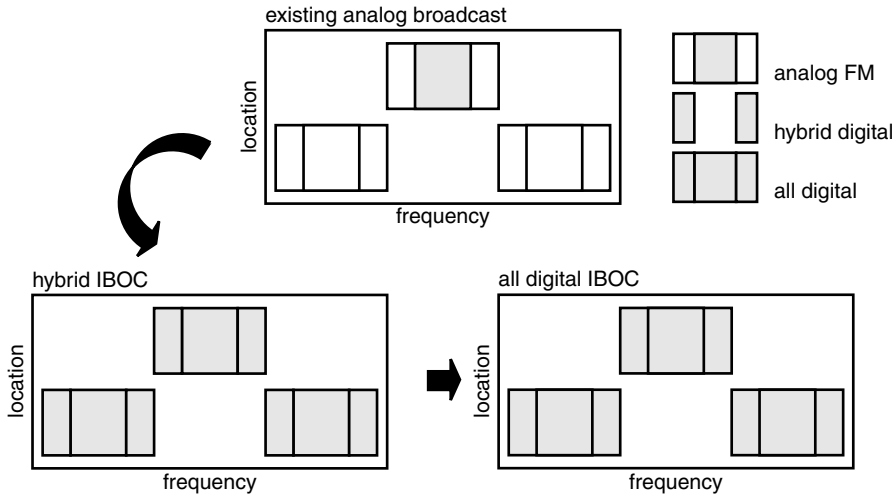 existing analog broadcast
location
frequency
analog FM
hybrid digital
all digital
hybrid IBOC
location
frequency
all digital IBOC
location
frequency